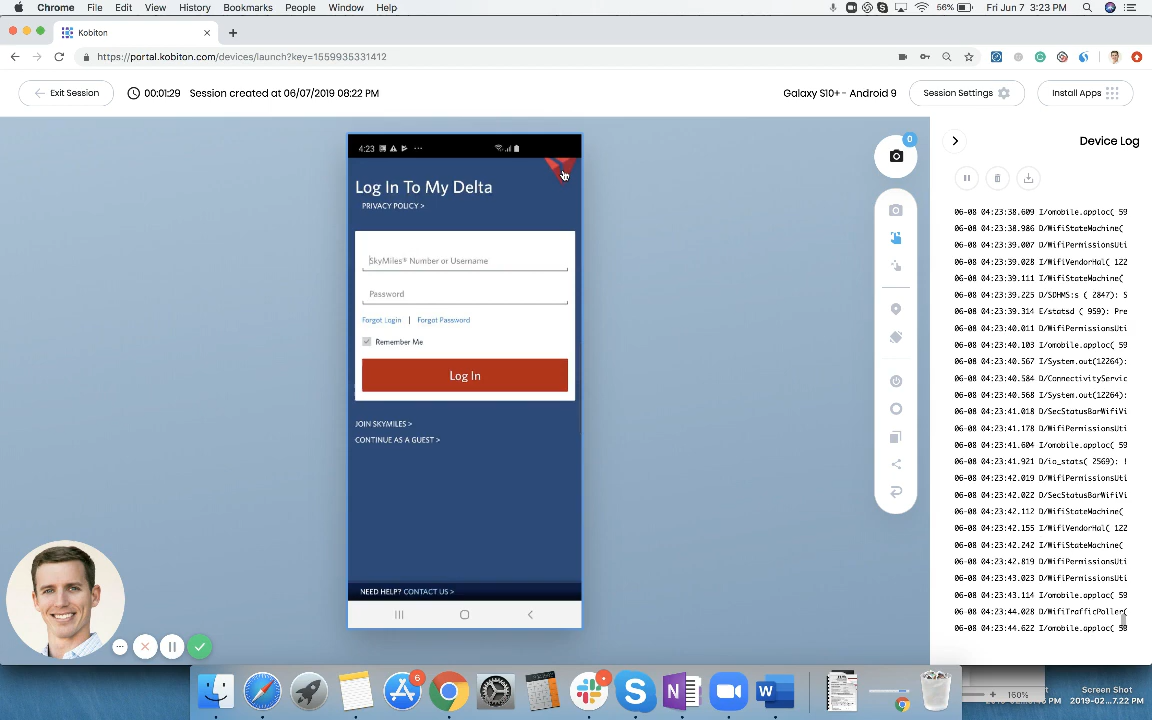 Chrome File Edit View History Bookmarks People Window Help 56% Fri Jun 7 3:23 PM
Kobiton
https://portal.kobiton.com/devices/launch?key=1559935331412
Exit Session 00:01:29 Session created at 06/07/2019 08:22 PM Galaxy S10+ - Android 9 Session Settings Install Apps
0
Device Log
4:23
Log In To My Delta
PRIVACY POLICY >
SkyMiles® Number or Username
Password
Forgot Login | Forgot Password
Remember Me
Log In
JOIN SKYMILES >
CONTINUE AS A GUEST >
NEED HELP? CONTACT US >
06-08 04:23:38.609 I/omobile.apploc( 59
06-08 04:23:38.986 D/WifiStateMachine(
06-08 04:23:39.007 D/WifiPermissionsUti
06-08 04:23:39.028 I/WifiVendorHal( 122
06-08 04:23:39.111 I/WifiStateMachine(
06-08 04:23:39.225 D/SDHMS:s ( 2847): S
06-08 04:23:39.314 E/statsd ( 959): Pre
06-08 04:23:40.011 D/WifiPermissionsUti
06-08 04:23:40.103 I/omobile.apploc( 59
06-08 04:23:40.567 I/System.out(12264):
06-08 04:23:40.584 D/ConnectivityServic
06-08 04:23:40.568 I/System.out(12264):
06-08 04:23:41.018 D/SecStatusBarWifiVi
06-08 04:23:41.178 D/WifiPermissionsUti
06-08 04:23:41.604 I/omobile.apploc( 59
06-08 04:23:41.921 D/io_stats( 2569): !
06-08 04:23:42.019 D/WifiPermissionsUti
06-08 04:23:42.022 D/SecStatusBarWifiVi
06-08 04:23:42.112 D/WifiStateMachine(
06-08 04:23:42.155 I/WifiVendorHal( 122
06-08 04:23:42.242 I/WifiStateMachine(
06-08 04:23:42.819 D/WifiPermissionsUti
06-08 04:23:43.023 D/WifiPermissionsUti
06-08 04:23:43.114 I/omobile.apploc( 59
06-08 04:23:44.028 D/WifiTrafficPoller(
06-08 04:23:44.622 I/omobile.apploc( 59
6
160%
Screen Shot
2019-02...7.22 PM